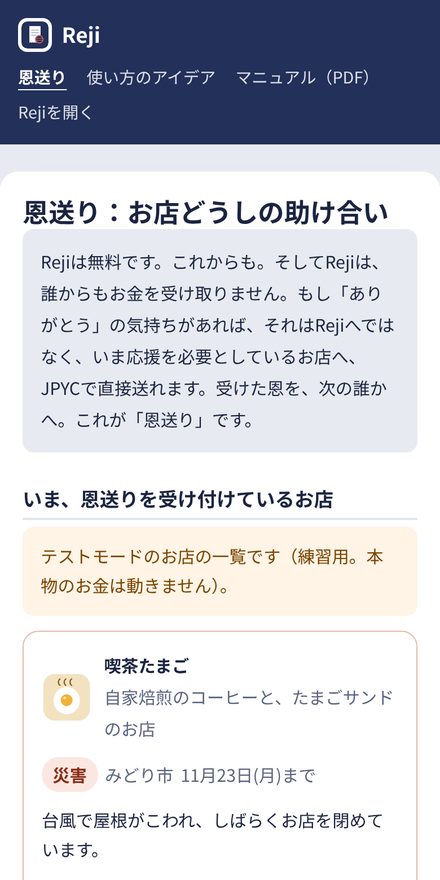 Reji
恩送り 使い方のアイデア マニュアル（PDF）
Rejiを開く
恩送り：お店どうしの助け合い
Rejiは無料です。これからも。そしてRejiは、
誰からもお金を受け取りません。もし「あり
がとう」の気持ちがあれば、それはRejiへでは
なく、いま応援を必要としているお店へ、
JPYCで直接送れます。受けた恩を、次の誰か
へ。これが「恩送り」です。
いま、恩送りを受け付けているお店
テストモードのお店の一覧です（練習用。本
物のお金は動きません）。
喫茶たまご
自家焙煎のコーヒーと、たまごサンド
のお店
災害 みどり市 11月23日(月)まで
台風で屋根がこわれ、しばらくお店を閉めて
います。